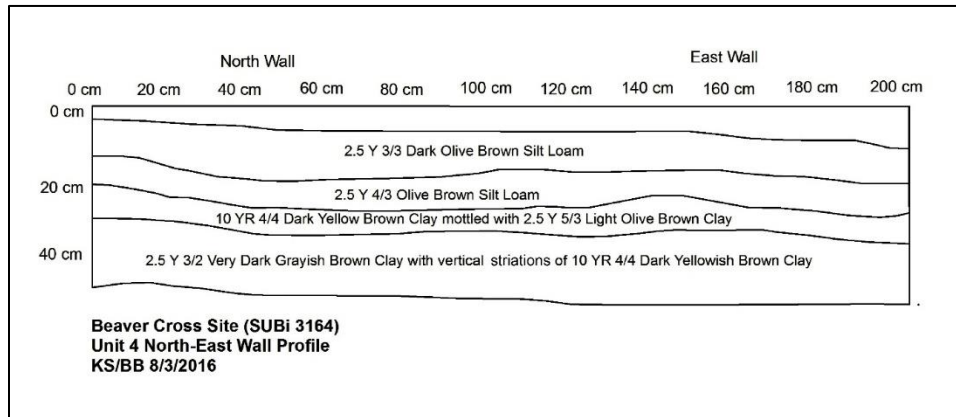 North Wall East Wall
0 cm 20 cm 40 cm 60 cm 80 cm 100 cm 120 cm 140 cm 160 cm 180 cm 200 cm
0 cm
2.5 Y 3/3 Dark Olive Brown Silt Loam
20 cm
2.5 Y 4/3 Olive Brown Silt Loam
10 YR 4/4 Dark Yellow Brown Clay mottled with 2.5 Y 5/3 Light Olive Brown Clay
40 cm
2.5 Y 3/2 Very Dark Grayish Brown Clay with vertical striations of 10 YR 4/4 Dark Yellowish Brown Clay
Beaver Cross Site (SUBi 3164)
Unit 4 North-East Wall Profile
KS/BB 8/3/2016